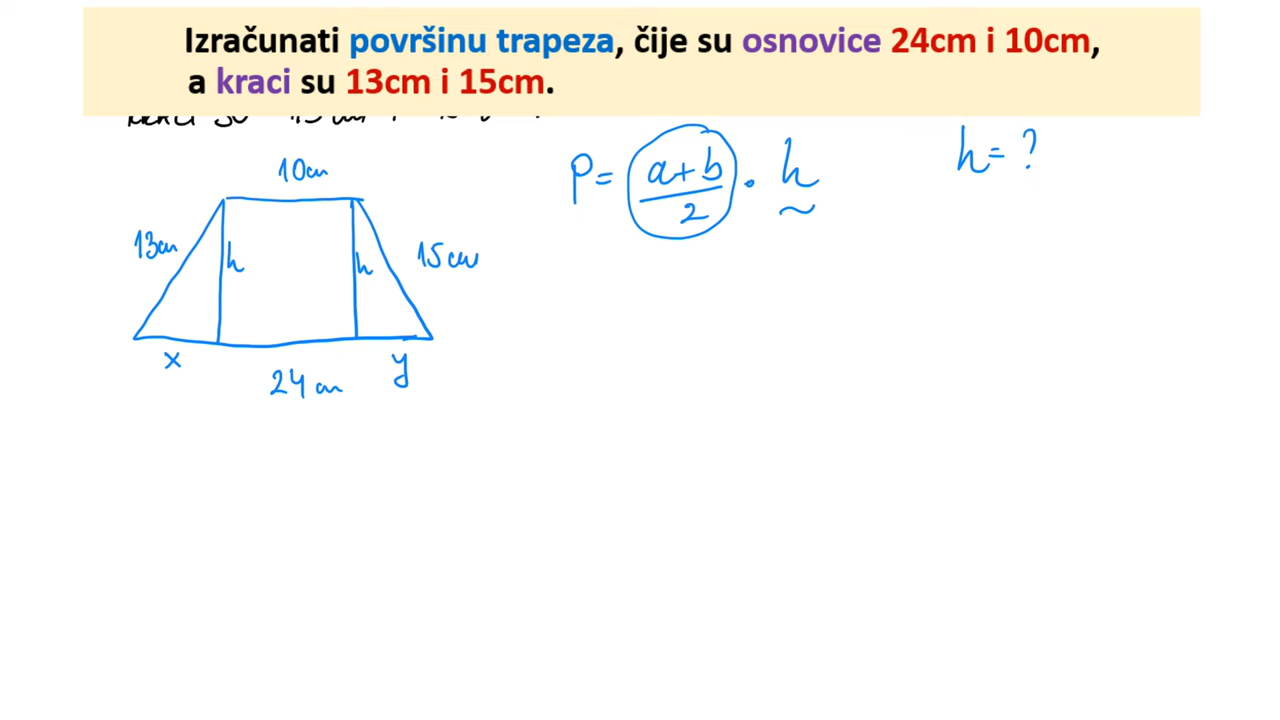 Izračunati površinu trapeza, čije su osnovice 24cm i 10cm,
a kraci su 13cm i 15cm.
P = a+b/2 · h
h = ?
10cm
13cm
h
h
15cm
x
24cm
y